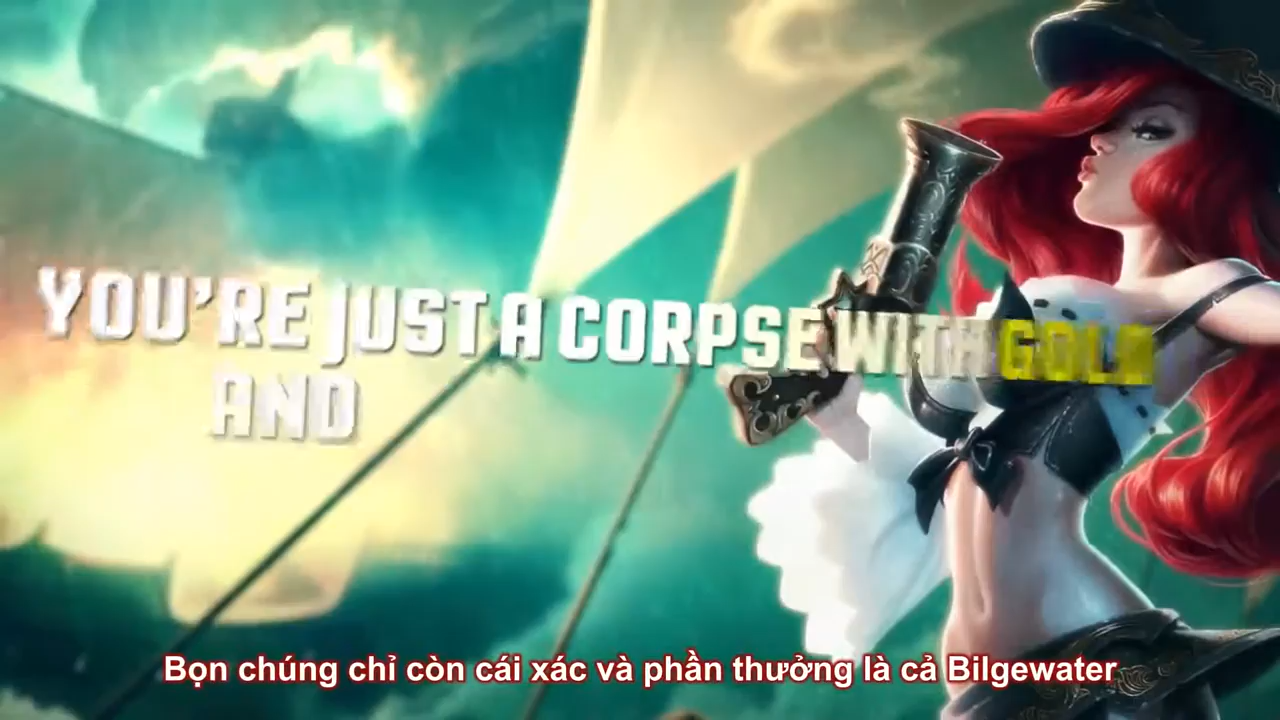 YOU'RE JUST A CORPSE WITH GOLD
AND
Bọn chúng chỉ còn cái xác và phần thưởng là cả Bilgewater